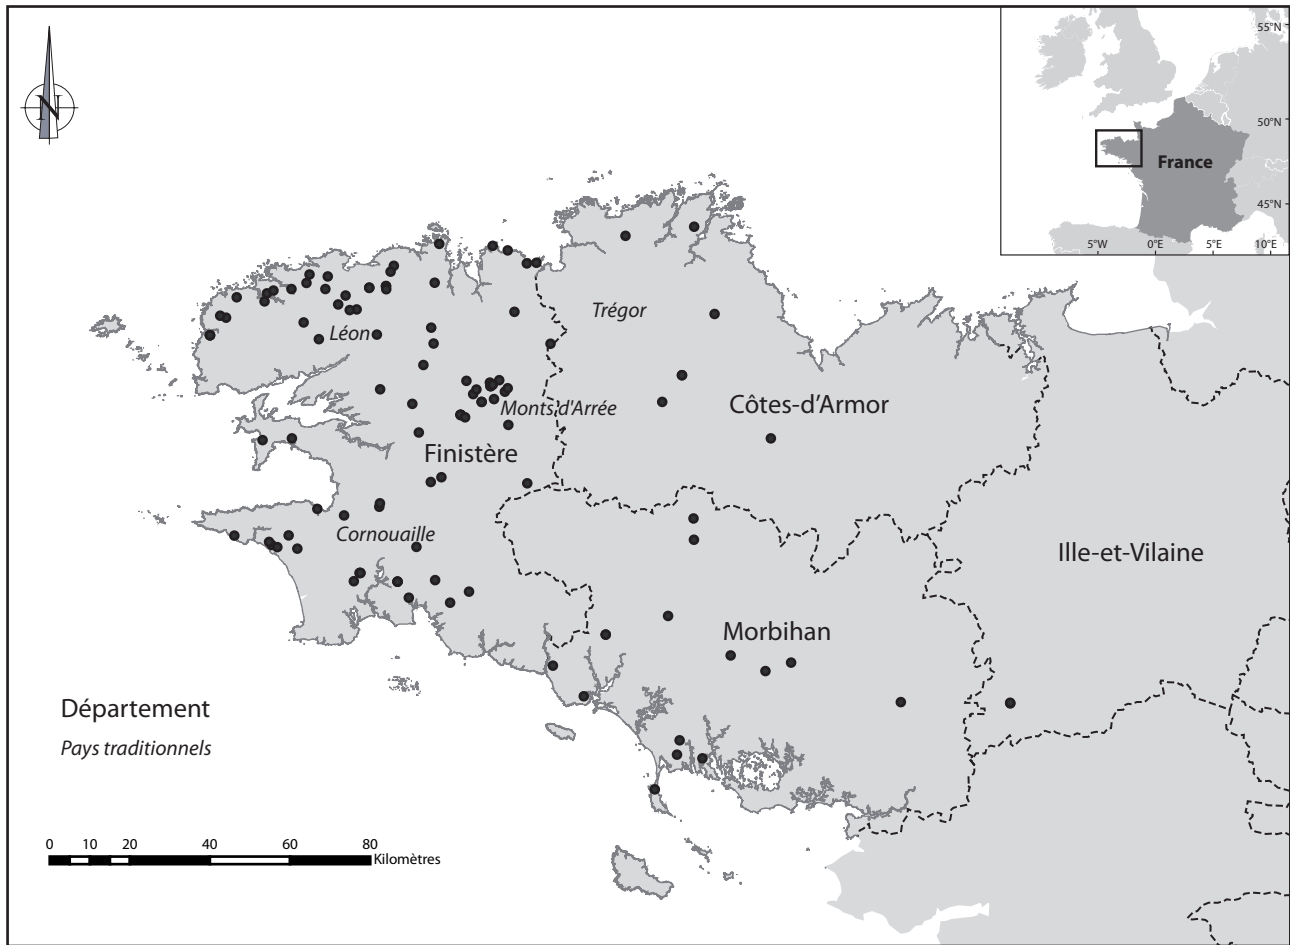 N
55°N
50°N
France
45°N
5°W
0°E
5°E
10°E
Trégor
Léon
Côtes-d'Armor
Monts d'Arrée
Finistère
Cornouaille
Ille-et-Vilaine
Morbihan
Département
Pays traditionnels
0 10 20 40 60 80
Kilomètres